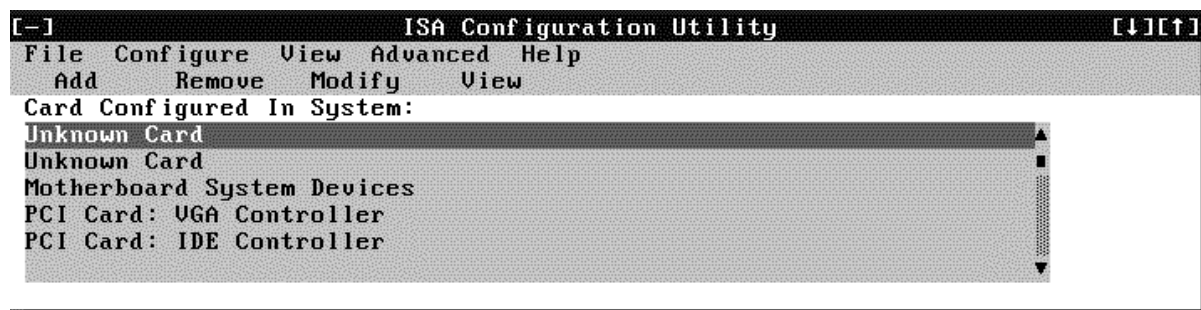 [-] ISA Configuration Utility [↓][↑]
File Configure View Advanced Help
Add Remove Modify View
Card Configured In System:
Unknown Card
Unknown Card
Motherboard System Devices
PCI Card: VGA Controller
PCI Card: IDE Controller